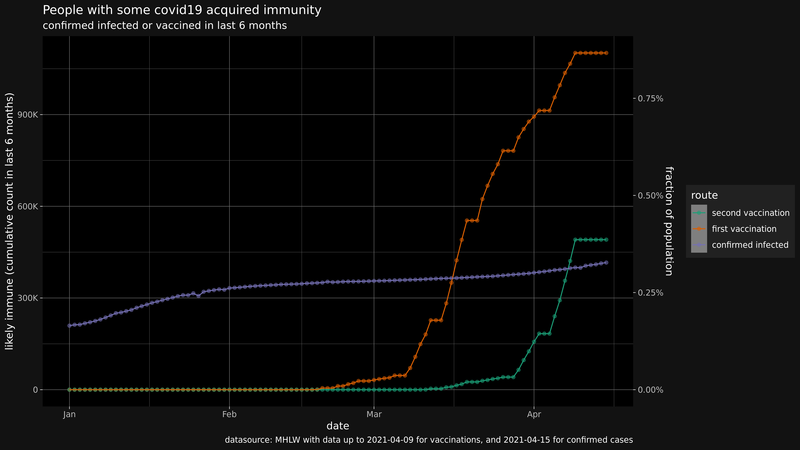 People with some covid19 acquired immunity
confirmed infected or vaccined in last 6 months
likely immune (cumulative count in last 6 months)
900K
600K
300K
0
Jan
Feb
Mar
Apr
date
0.75%
0.50%
0.25%
0.00%
fraction of population
route
second vaccination
first vaccination
confirmed infected
datasource: MHLW with data up to 2021-04-09 for vaccinations, and 2021-04-15 for confirmed cases